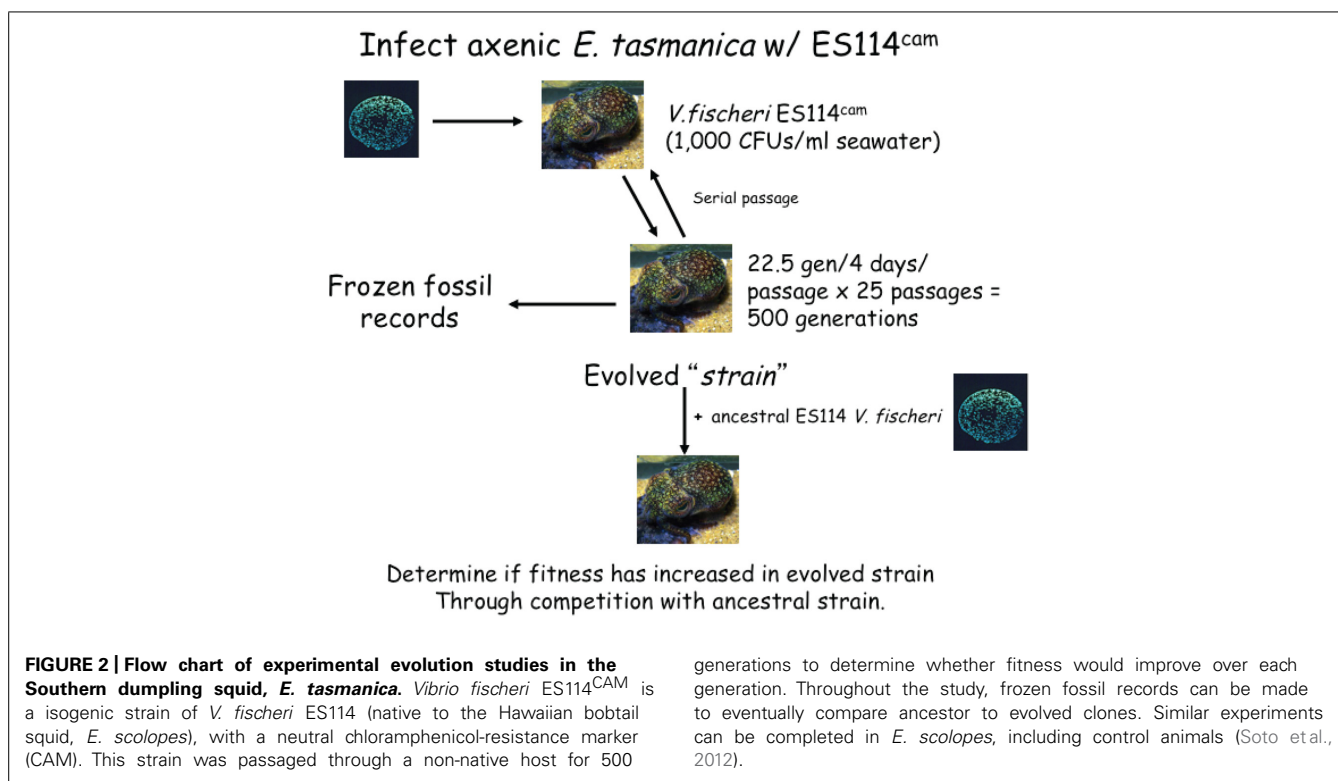 Infect axenic E. tasmanica w/ ES114cam
V.fischeri ES114cam
(1,000 CFUs/ml seawater)
Serial passage
22.5 gen/4 days/
passage x 25 passages =
500 generations
Frozen fossil
records
Evolved “strain”
+ ancestral ES114 V. fischeri
Determine if fitness has increased in evolved strain
Through competition with ancestral strain.
FIGURE 2 | Flow chart of experimental evolution studies in the
Southern dumpling squid, E. tasmanica. Vibrio fischeri ES114CAM is
a isogenic strain of V. fischeri ES114 (native to the Hawaiian bobtail
squid, E. scolopes), with a neutral chloramphenicol-resistance marker
(CAM). This strain was passaged through a non-native host for 500
generations to determine whether fitness would improve over each
generation. Throughout the study, frozen fossil records can be made
to eventually compare ancestor to evolved clones. Similar experiments
can be completed in E. scolopes, including control animals (Soto et al.,
2012).